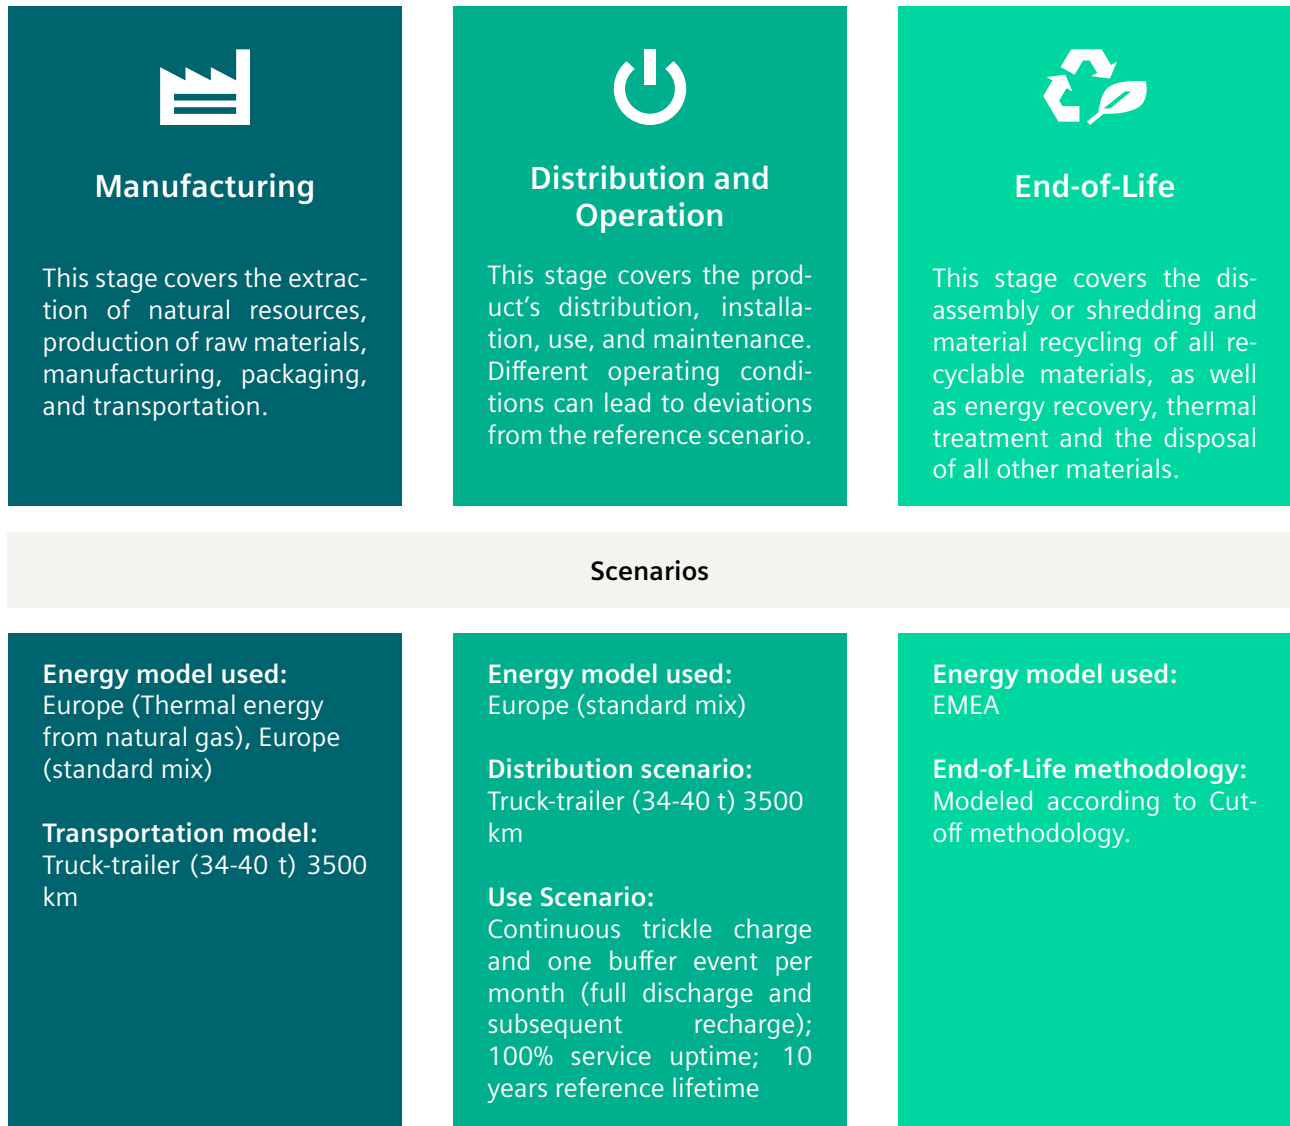 Manufacturing
This stage covers the extrac-
tion of natural resources,
production of raw materials,
manufacturing, packaging,
and transportation.
Distribution and
Operation
This stage covers the prod-
uct's distribution, installa-
tion, use, and maintenance.
Different operating condi-
tions can lead to deviations
from the reference scenario.
End-of-Life
This stage covers the dis-
assembly or shredding and
material recycling of all re-
cyclable materials, as well
as energy recovery, thermal
treatment and the disposal
of all other materials.
Scenarios
Energy model used:
Europe (Thermal energy
from natural gas), Europe
(standard mix)
Transportation model:
Truck-trailer (34-40 t) 3500
km
Energy model used:
Europe (standard mix)
Distribution scenario:
Truck-trailer (34-40 t) 3500
km
Use Scenario:
Continuous trickle charge
and one buffer event per
month (full discharge and
subsequent recharge);
100% service uptime; 10
years reference lifetime
Energy model used:
EMEA
End-of-Life methodology:
Modeled according to Cut-
off methodology.